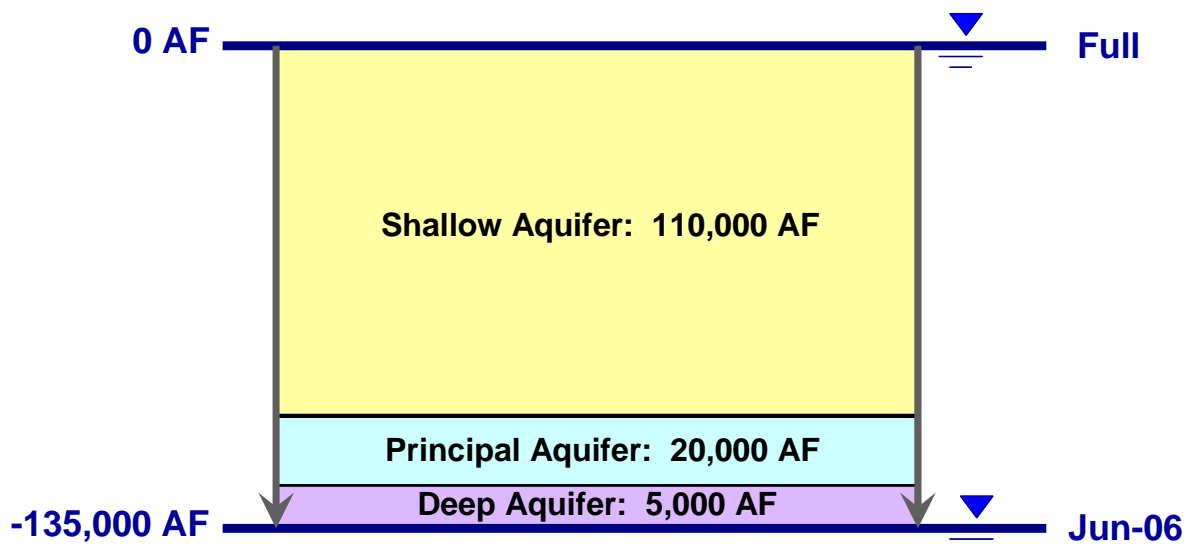 0 AF
Full
Shallow Aquifer: 110,000 AF
Principal Aquifer: 20,000 AF
Deep Aquifer: 5,000 AF
-135,000 AF
Jun-06